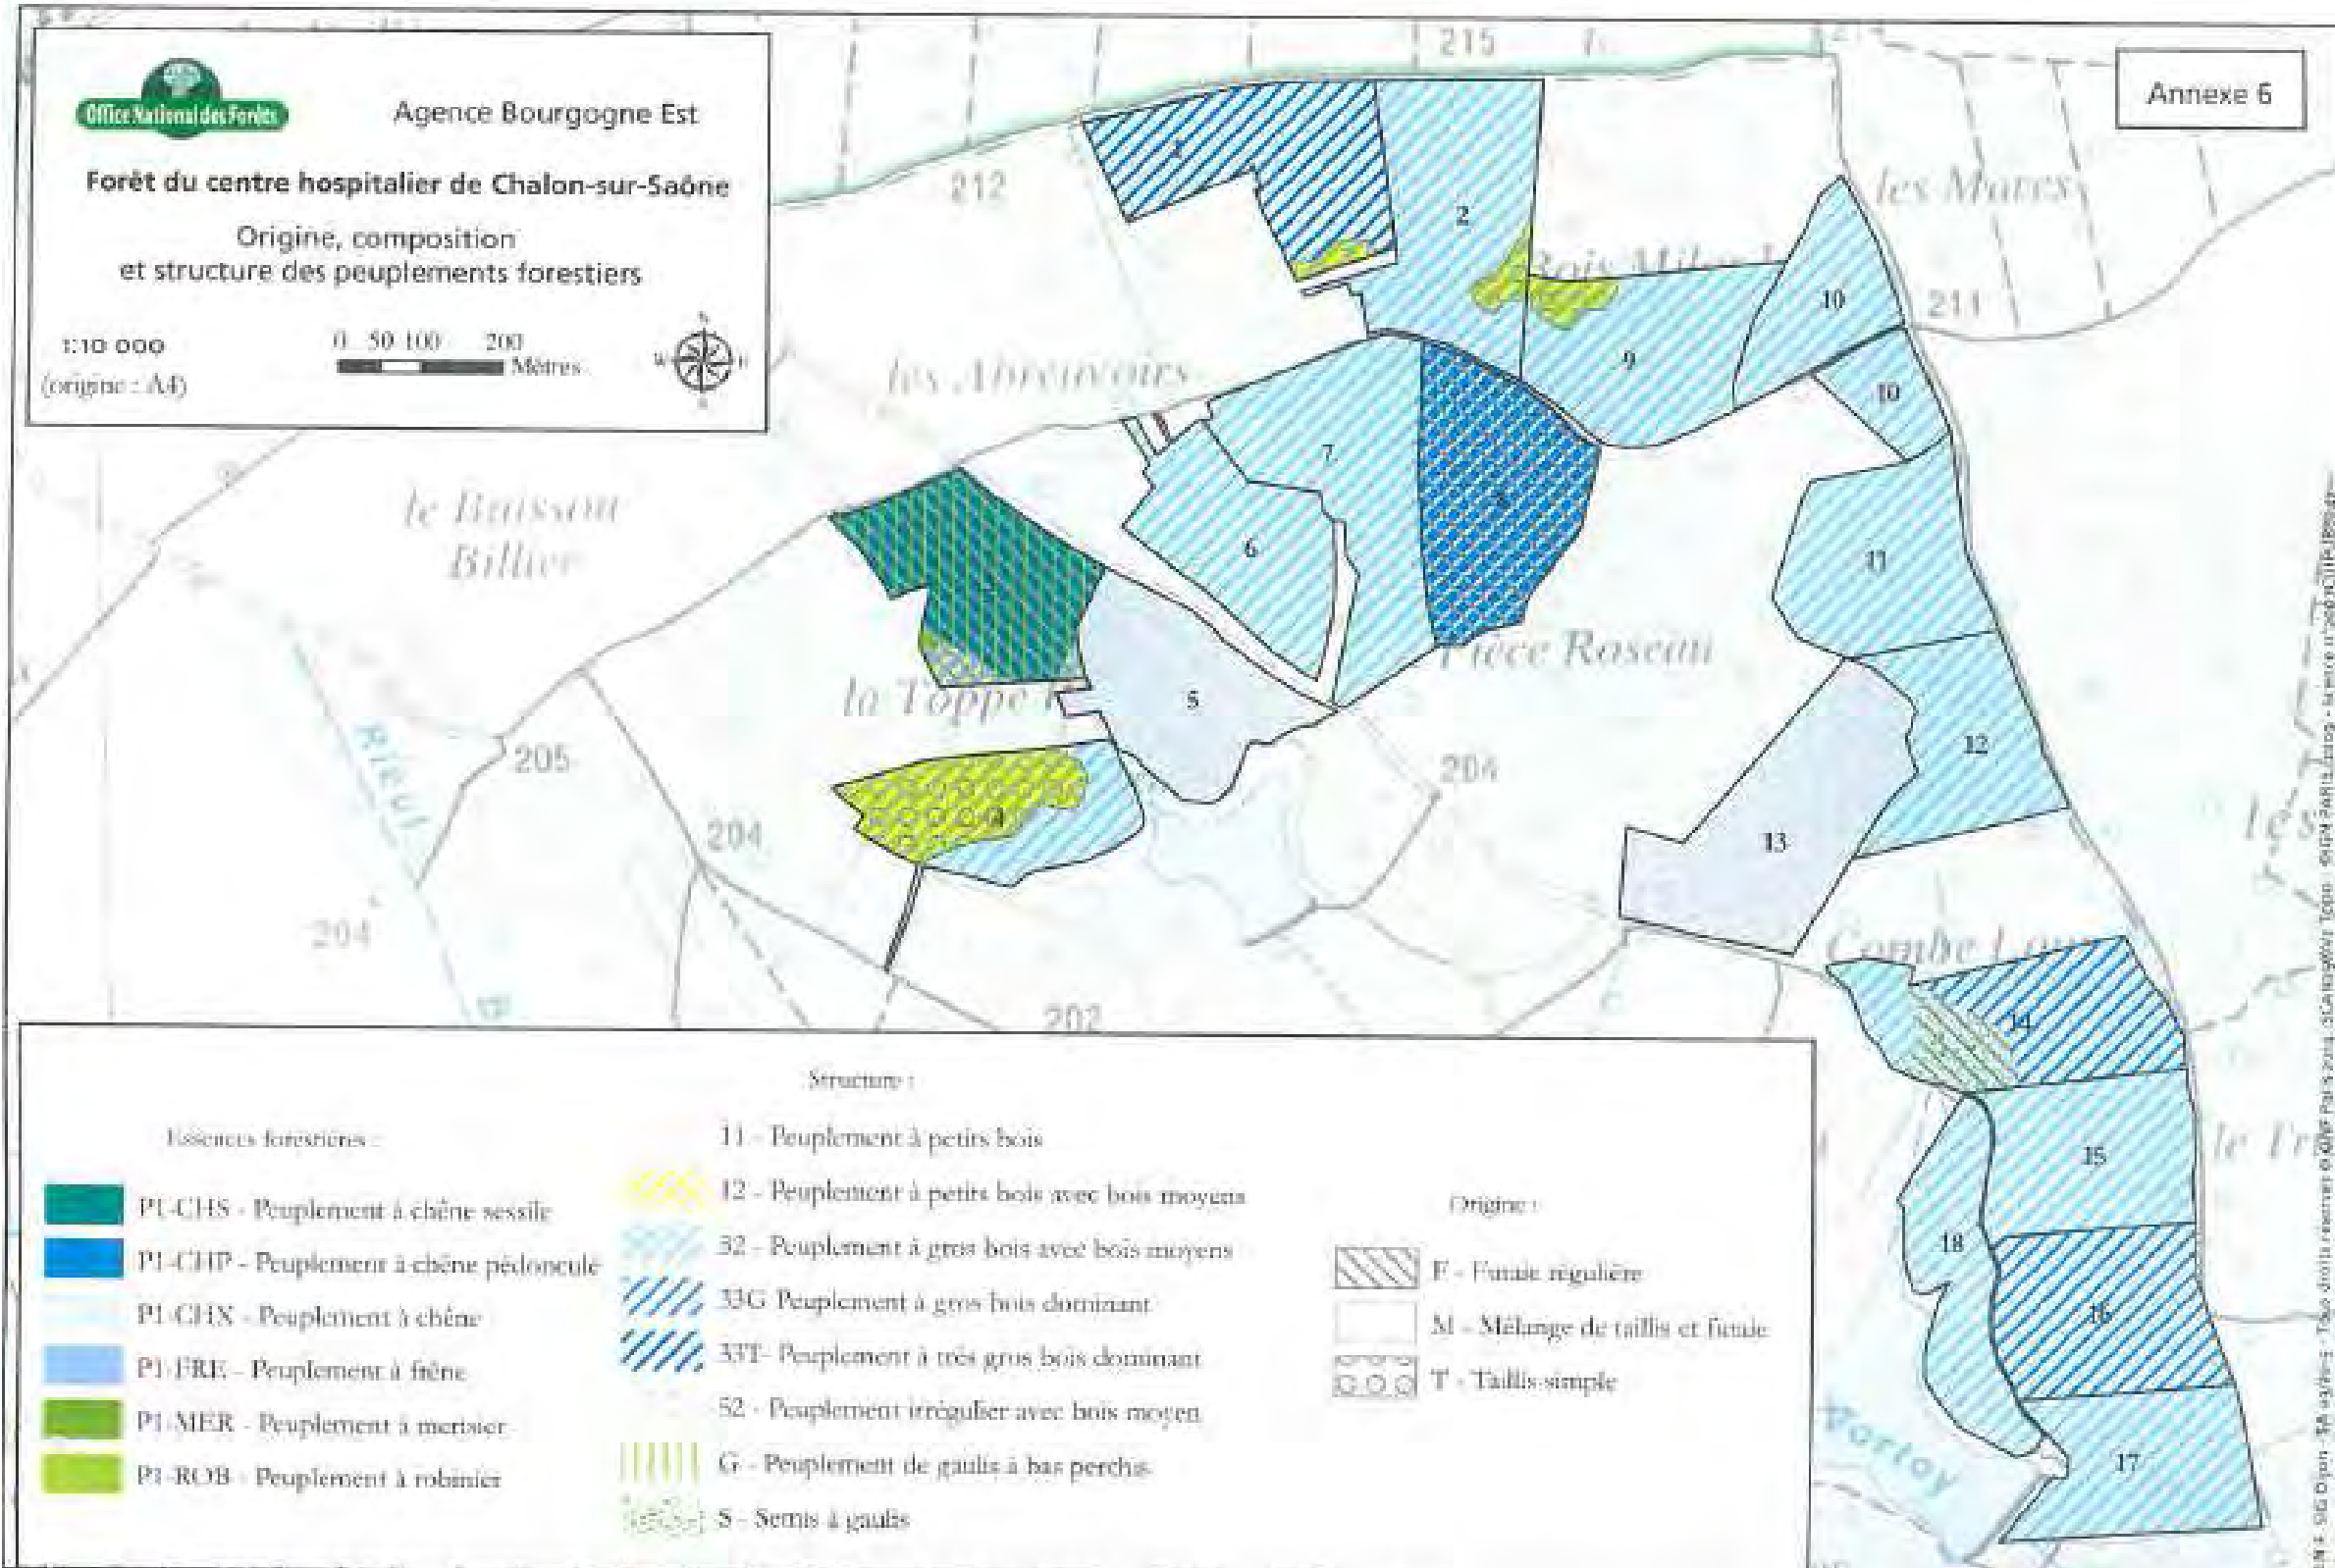 Office National des Forêts
Agence Bourgogne Est
Forêt du centre hospitalier de Chalon-sur-Saône
Origine, composition
et structure des peuplements forestiers
1:10 000
(origine : A4)
0 50 100 200
Mètres
N
W
E
S
Annexe 6
215
212
211
les Mares
les Abreuvoirs
le Buisson
Billier
la Toppe
Pièce Roseau
Rieul
205
204
204
204
202
Combe
1
2
10
9
10
7
8
6
11
5
12
4
13
14
15
18
16
17
Essences forestières :
P1-CHS - Peuplement à chêne sessile
P1-CHP - Peuplement à chêne pédonculé
P1-CHX - Peuplement à chêne
P1-FRE - Peuplement à frêne
P1-MER - Peuplement à merisier
P1-ROB - Peuplement à robinier
Structure :
11 - Peuplement à petits bois
12 - Peuplement à petits bois avec bois moyens
32 - Peuplement à gros bois avec bois moyens
33G Peuplement à gros bois dominant
33T- Peuplement à très gros bois dominant
52 - Peuplement irrégulier avec bois moyen
G - Peuplement de gaulis à bas perchis
S - Semis à gaulis
Origine :
F - Futaie régulière
M - Mélange de taillis et futaie
T - Taillis simple